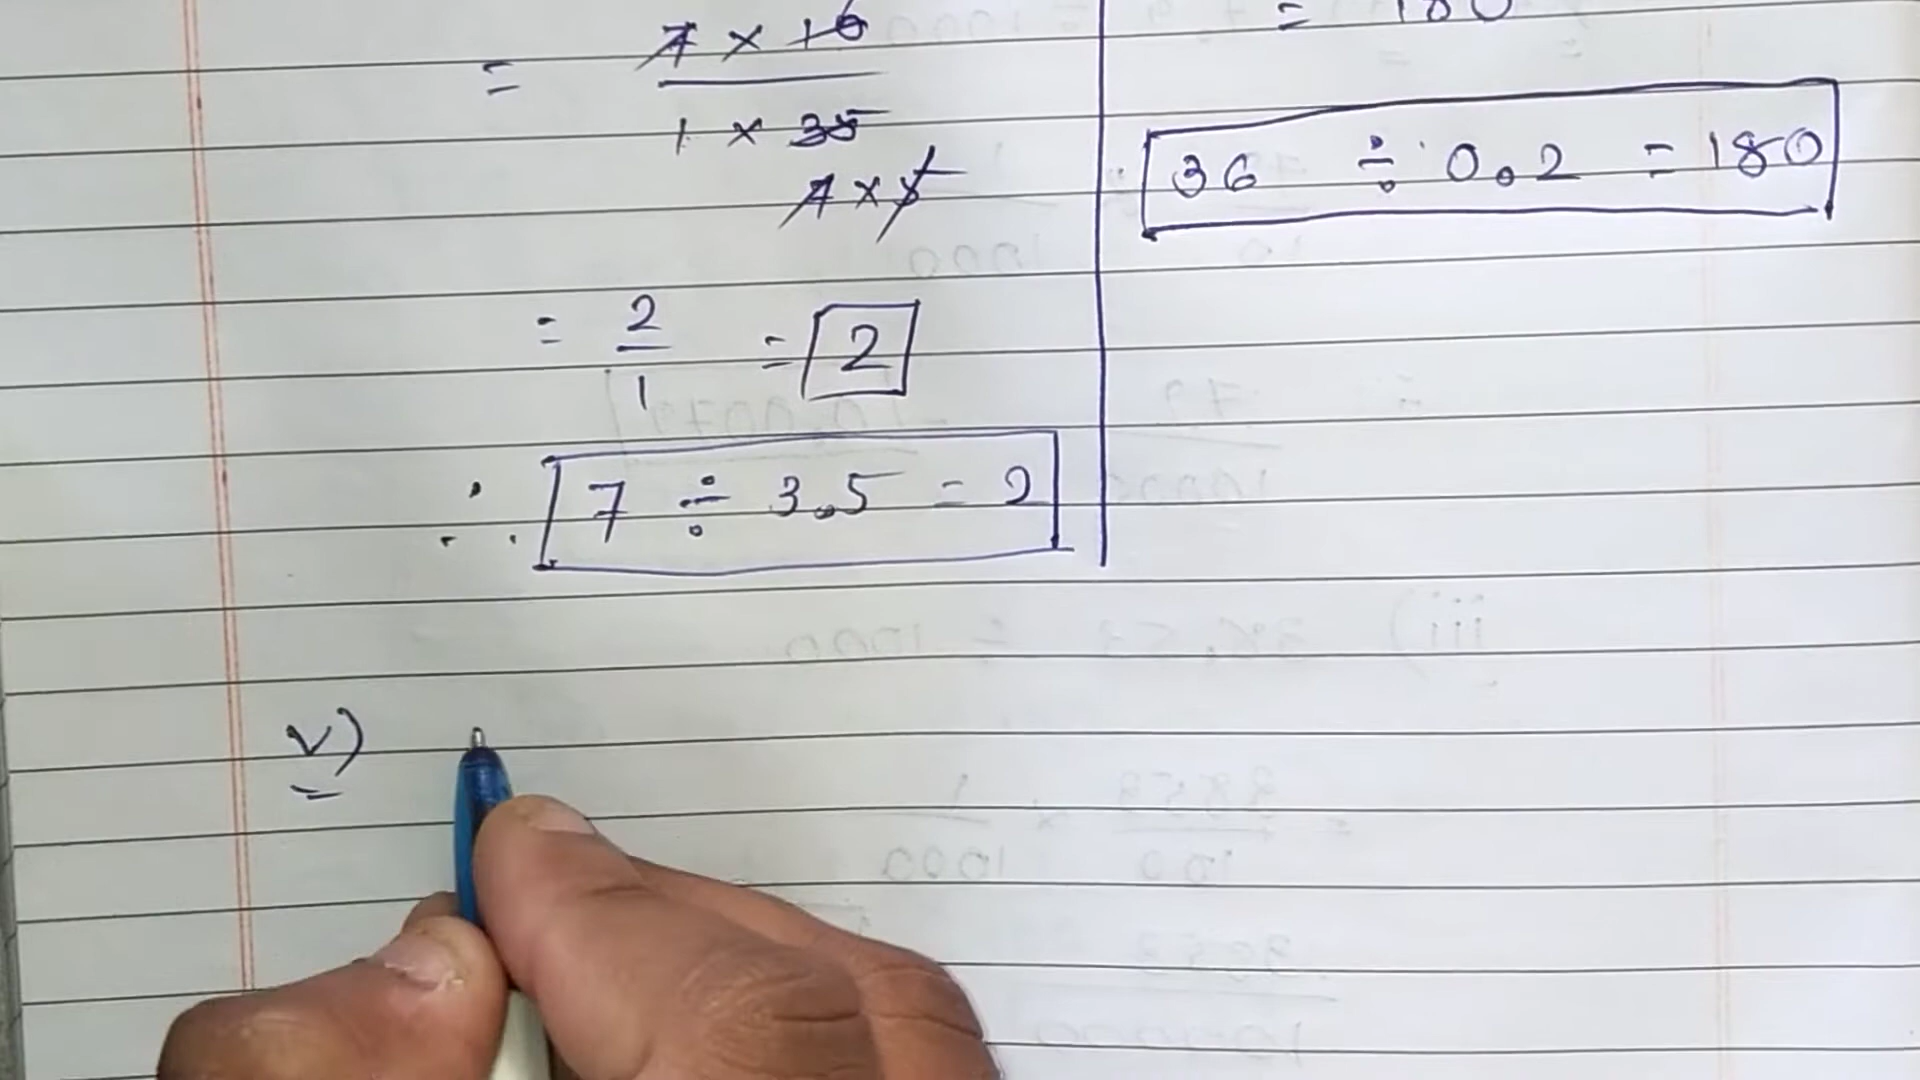 7 × 10
=
1 × 35
7 × 5
= 2/1 = 2
∴ 7 ÷ 3.5 = 2
v)
= 180
∴ 36 ÷ 0.2 = 180